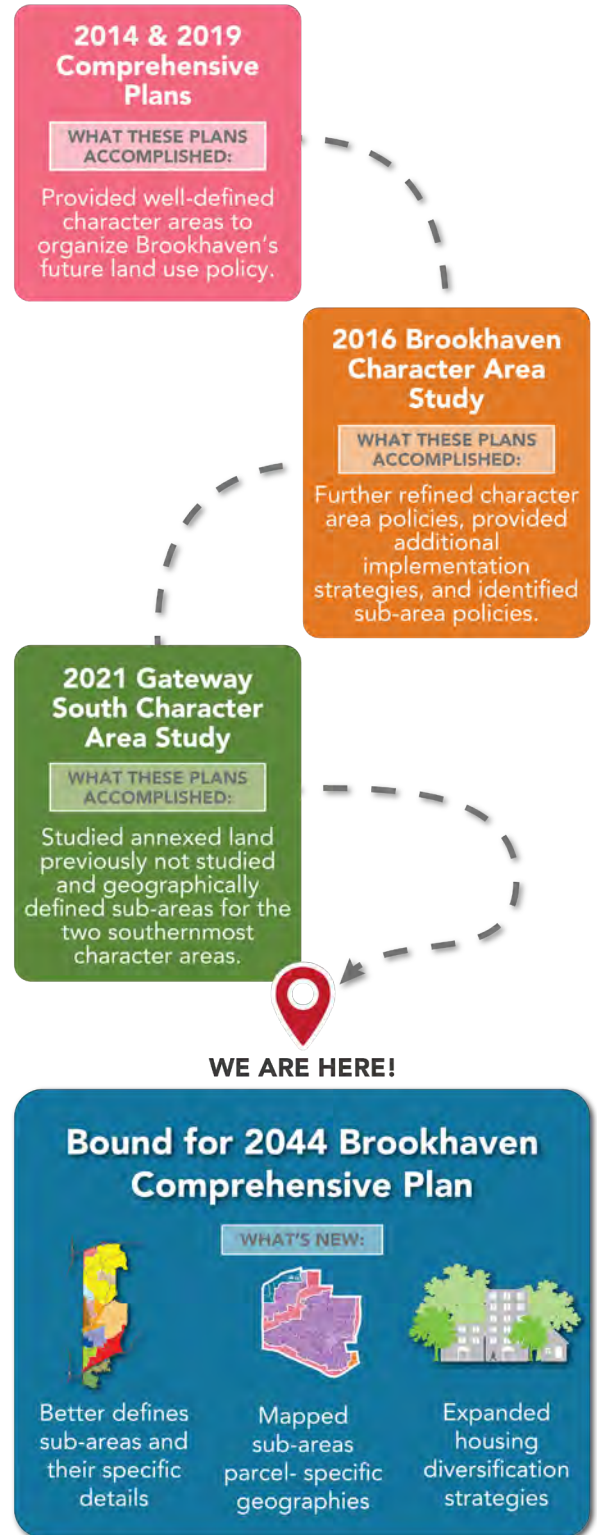 2014 & 2019
Comprehensive
Plans
WHAT THESE PLANS
ACCOMPLISHED:
Provided well-defined
character areas to
organize Brookhaven's
future land use policy.
2016 Brookhaven
Character Area
Study
WHAT THESE PLANS
ACCOMPLISHED:
Further refined character
area policies, provided
additional
implementation
strategies, and identified
sub-area policies.
2021 Gateway
South Character
Area Study
WHAT THESE PLANS
ACCOMPLISHED:
Studied annexed land
previously not studied
and geographically
defined sub-areas for the
two southernmost
character areas.
WE ARE HERE!
Bound for 2044 Brookhaven
Comprehensive Plan
WHAT'S NEW:
Better defines
sub-areas and
their specific
details
Mapped
sub-areas
parcel- specific
geographies
Expanded
housing
diversification
strategies